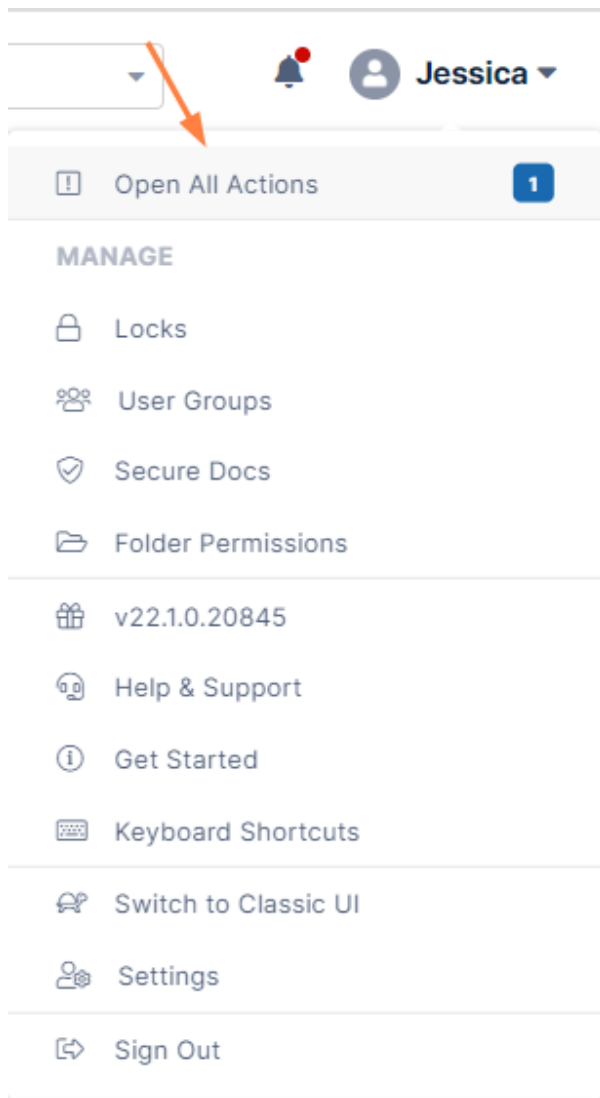 Jessica
Open All Actions 1
MANAGE
Locks
User Groups
Secure Docs
Folder Permissions
v22.1.0.20845
Help & Support
Get Started
Keyboard Shortcuts
Switch to Classic UI
Settings
Sign Out